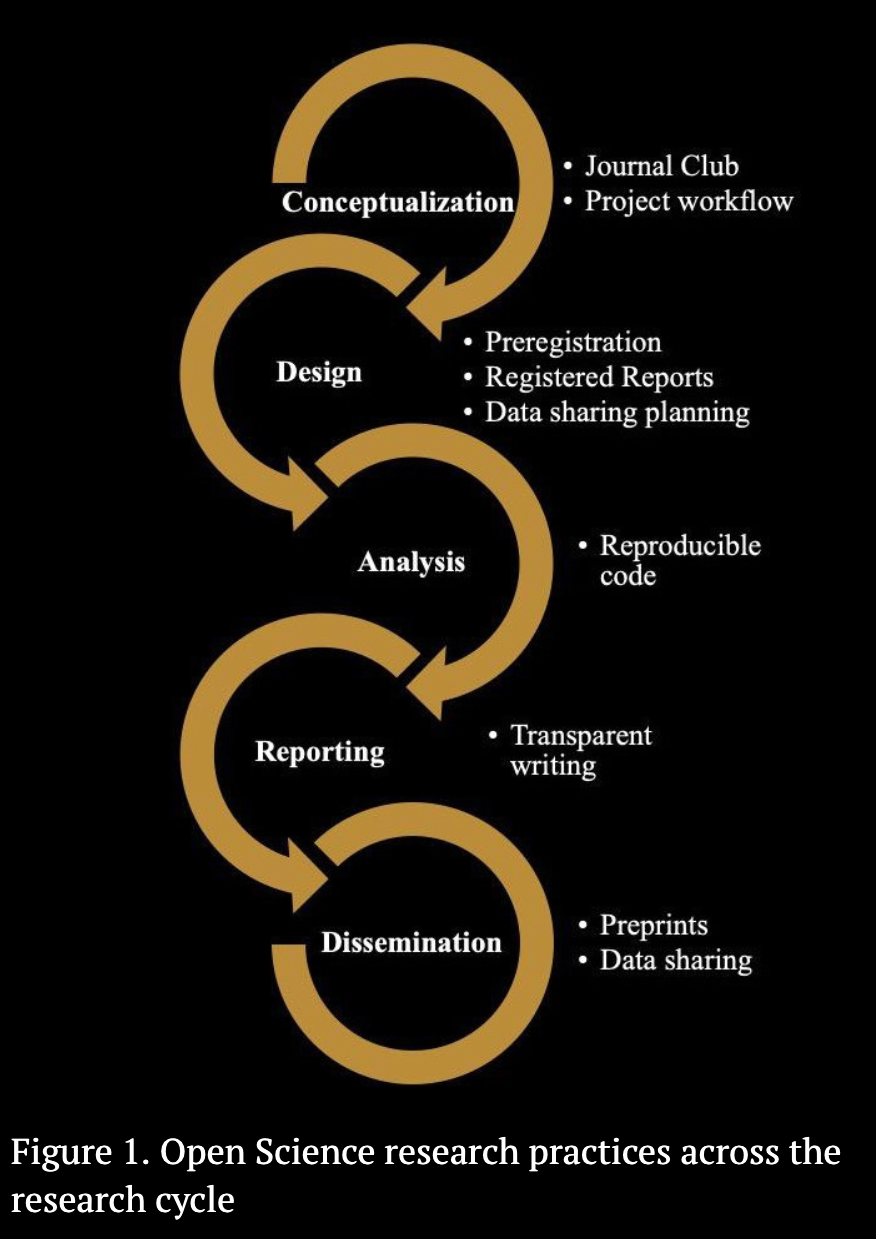 Conceptualization
• Journal Club
• Project workflow
Design
• Preregistration
• Registered Reports
• Data sharing planning
Analysis
• Reproducible
code
Reporting
• Transparent
writing
Dissemination
• Preprints
• Data sharing
Figure 1. Open Science research practices across the
research cycle